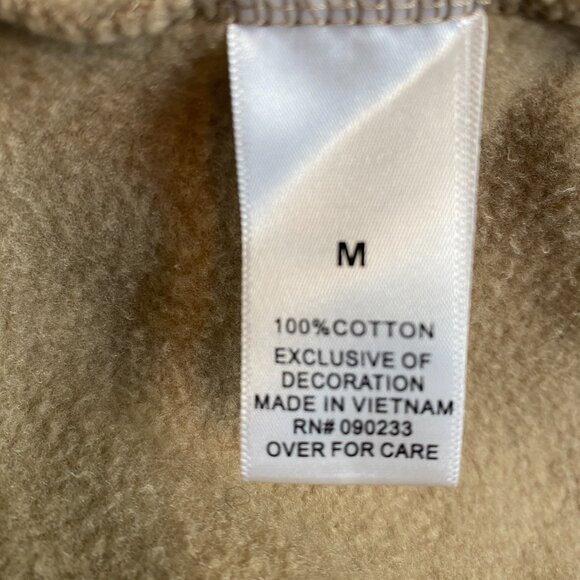 M
100%COTTON
EXCLUSIVE OF
DECORATION
MADE IN VIETNAM
RN# 090233
OVER FOR CARE